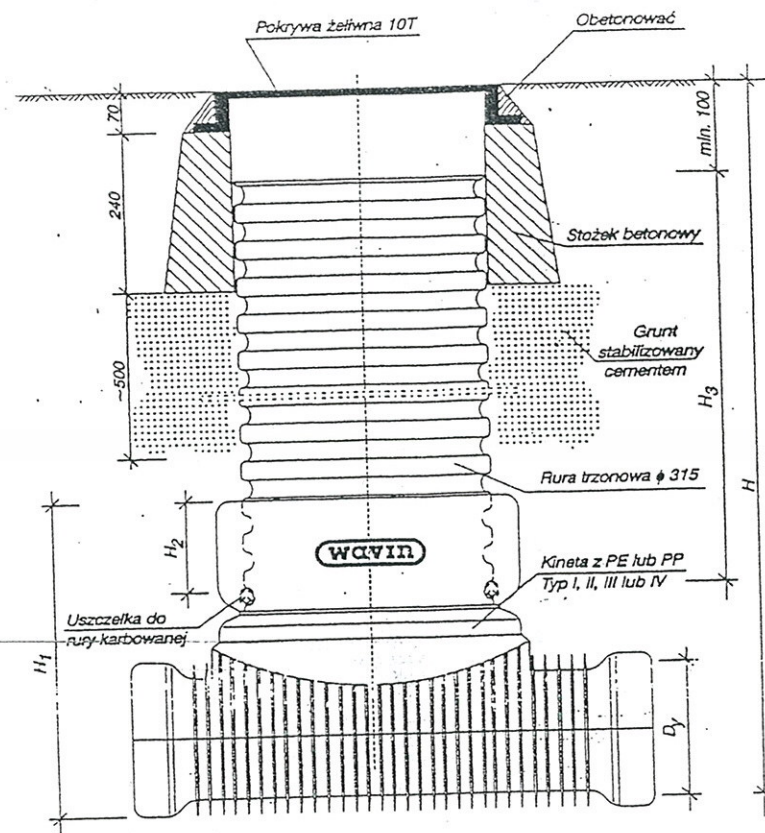 Pokrywa żeliwna 10T
Obetonować
70
min. 100
240
Stożek betonowy
Grunt
stabilizowany
cementem
~500
H3
Rura trzonowa ϕ 315
H
H2
wavin
Kineta z PE lub PP
Typ I, II, III lub IV
Uszczelka do
rury karbowanej
H1
Dy